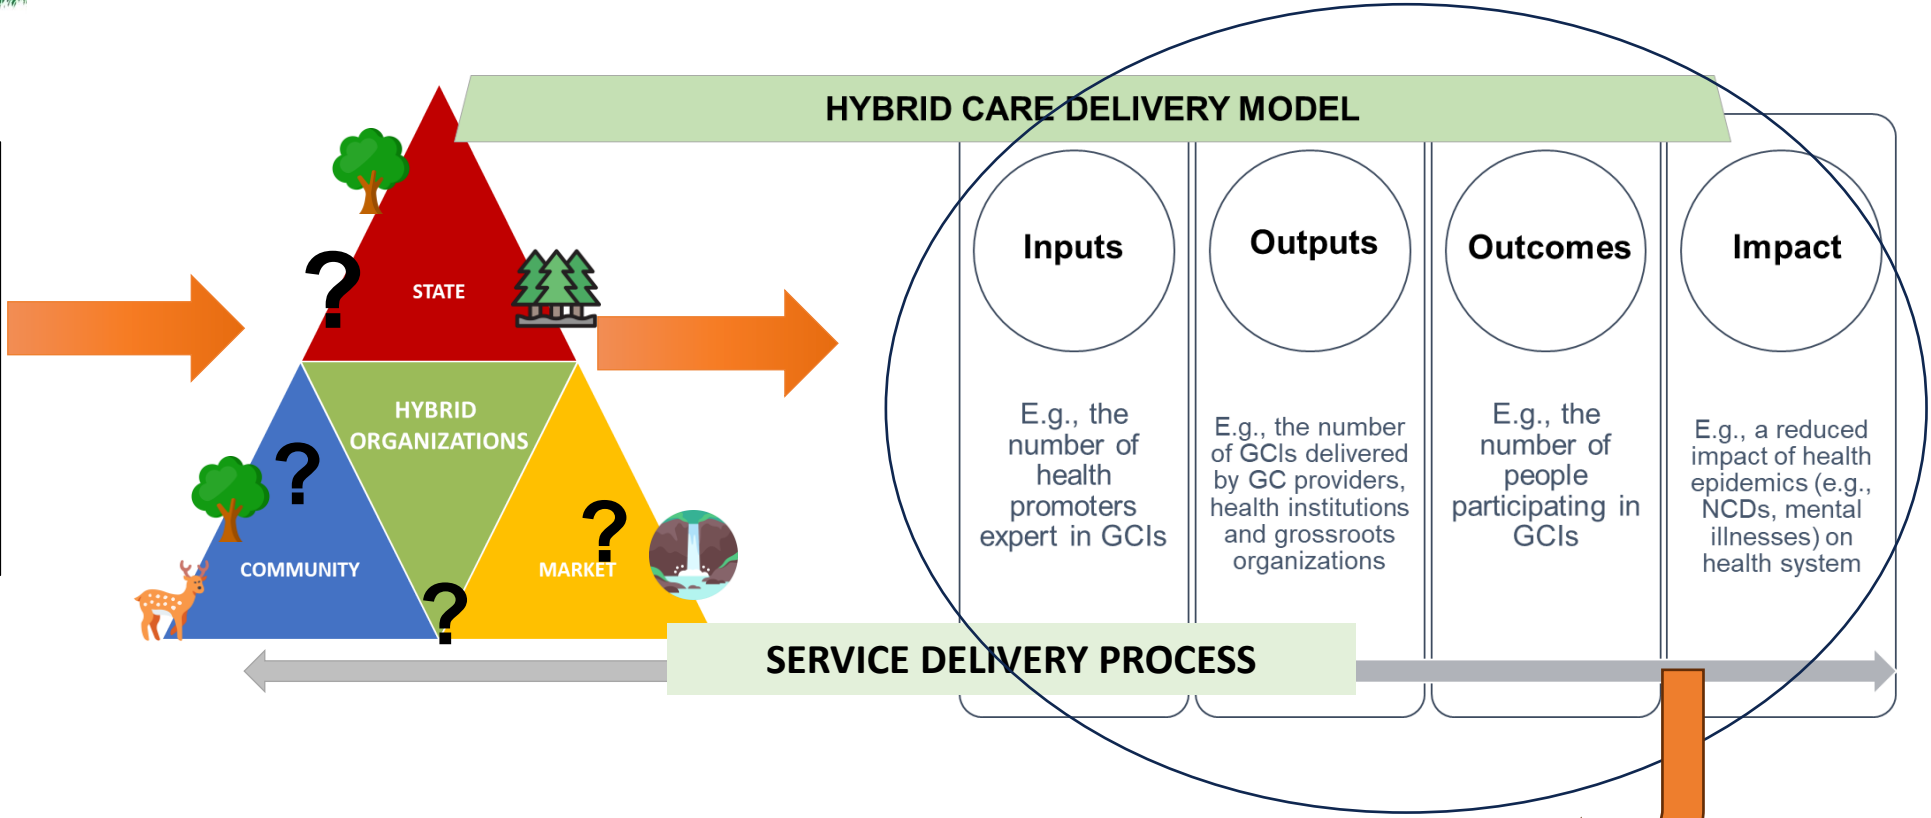 HYBRID CARE DELIVERY MODEL
?
STATE
HYBRID
ORGANIZATIONS
?
COMMUNITY
?
MARKET
?
Inputs
E.g., the
number of
health
promoters
expert in GCIs
Outputs
E.g., the number
of GCIs delivered
by GC providers,
health institutions
and grossroots
organizations
Outcomes
E.g., the
number of
people
participating in
GCIs
Impact
E.g., a reduced
impact of health
epidemics (e.g.,
NCDs, mental
illnesses) on
health system
SERVICE DELIVERY PROCESS